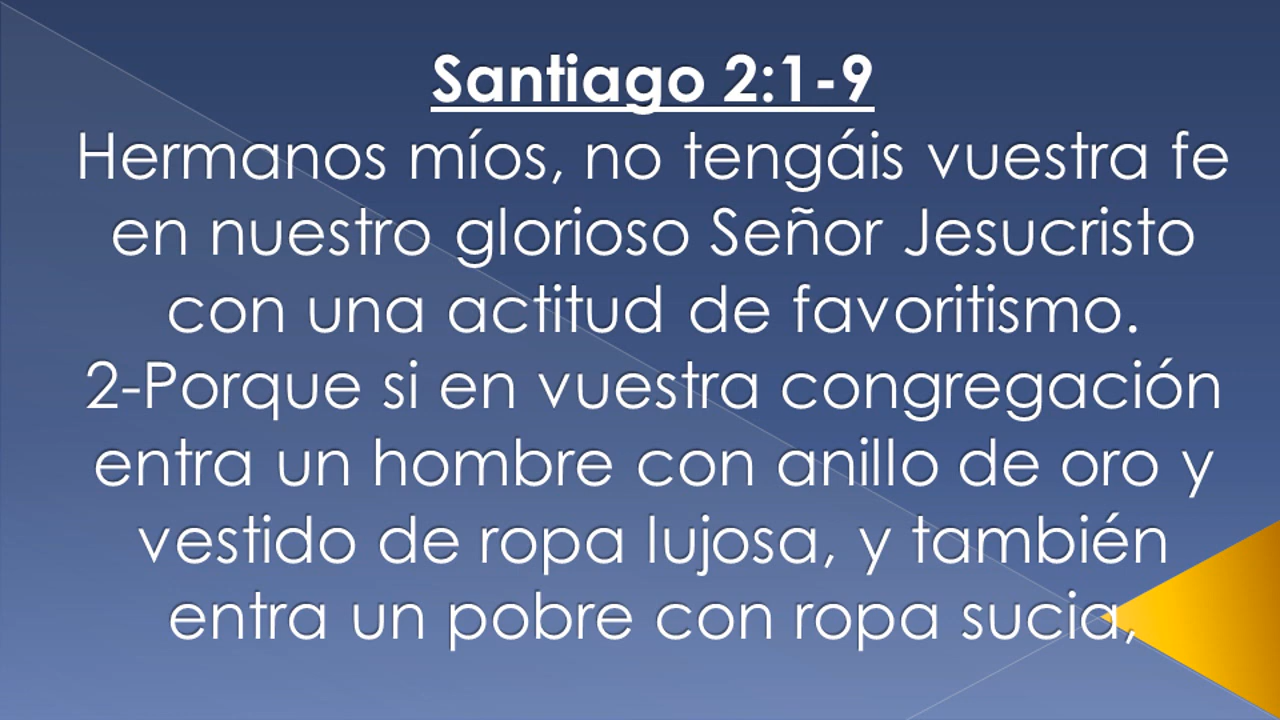 Santiago 2:1-9
Hermanos míos, no tengáis vuestra fe
en nuestro glorioso Señor Jesucristo
con una actitud de favoritismo.
2-Porque si en vuestra congregación
entra un hombre con anillo de oro y
vestido de ropa lujosa, y también
entra un pobre con ropa sucia,